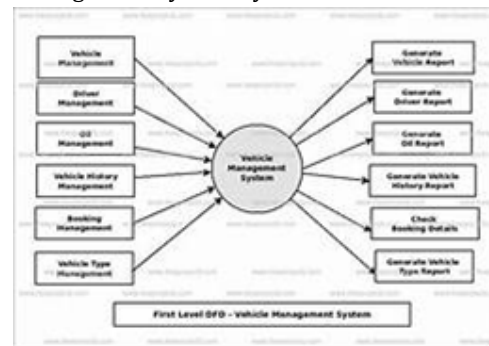 Vehicle
Management
Driver
Management
Oil
Management
Vehicle History
Management
Booking
Management
Vehicle Type
Management
Vehicle
Management
System
Generate
Vehicle Report
Generate
Driver Report
Generate
Oil Report
Generate Vehicle
History Report
Check
Booking Details
Generate Vehicle
Type Report
First Level DFD - Vehicle Management System